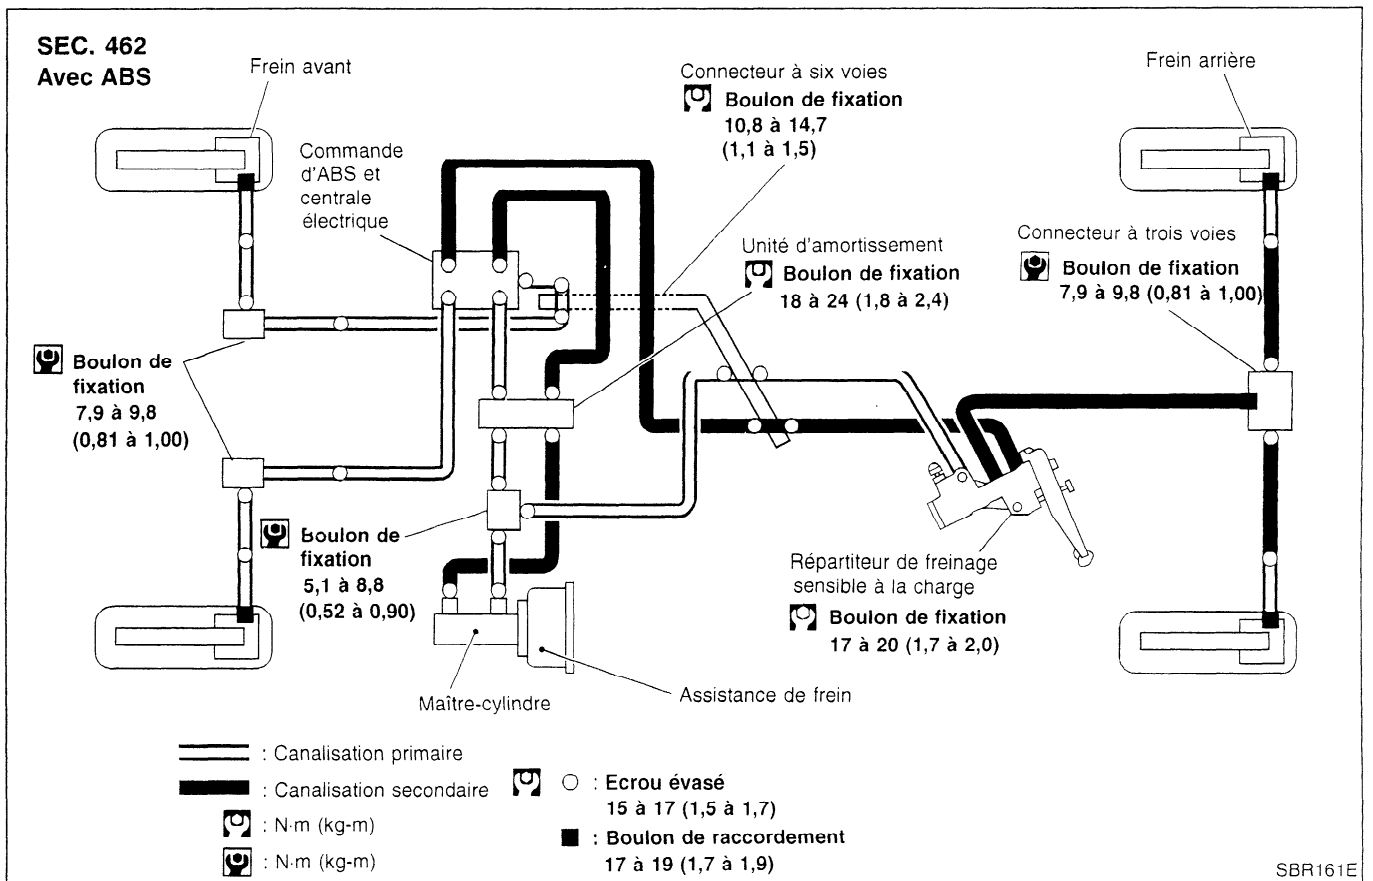 SEC. 462
Avec ABS
Frein avant
Commande
d'ABS et
centrale
électrique
Connecteur à six voies
Boulon de fixation
10,8 à 14,7
(1,1 à 1,5)
Frein arrière
Unité d'amortissement
Boulon de fixation
18 à 24 (1,8 à 2,4)
Connecteur à trois voies
Boulon de fixation
7,9 à 9,8 (0,81 à 1,00)
Boulon de
fixation
7,9 à 9,8
(0,81 à 1,00)
Boulon de
fixation
5,1 à 8,8
(0,52 à 0,90)
Répartiteur de freinage
sensible à la charge
Boulon de fixation
17 à 20 (1,7 à 2,0)
Maître-cylindre
Assistance de frein
: Canalisation primaire
: Canalisation secondaire
: N·m (kg-m)
: N·m (kg-m)
: Ecrou évasé
15 à 17 (1,5 à 1,7)
: Boulon de raccordement
17 à 19 (1,7 à 1,9)
SBR161E